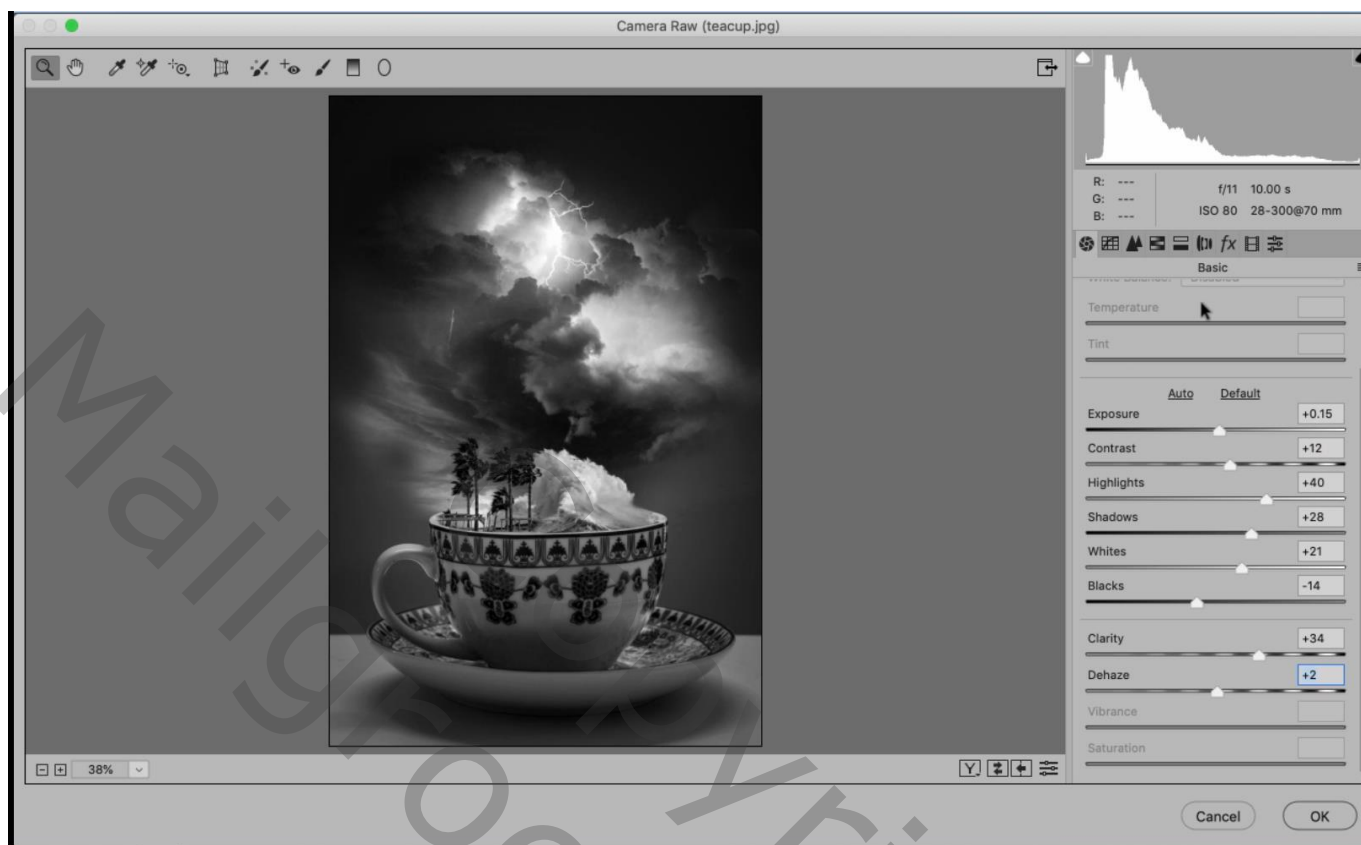 Camera Raw (teacup.jpg)
R: ---
G: ---
B: ---
f/11 10.00 s
ISO 80 28-300@70 mm
fx
Basic
Temperature
Tint
Auto Default
Exposure +0.15
Contrast +12
Highlights +40
Shadows +28
Whites +21
Blacks -14
Clarity +34
Dehaze +2
Vibrance
Saturation
38%
Y
Cancel OK